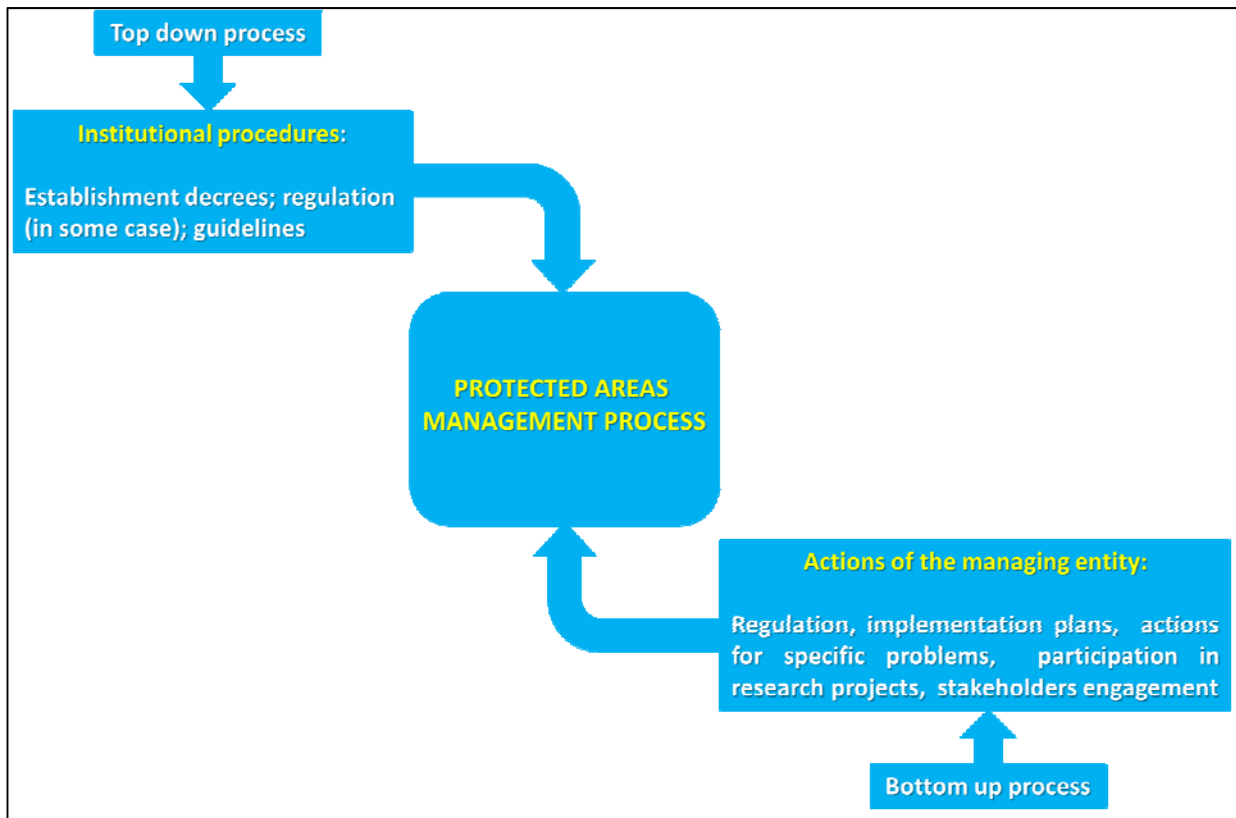 Top down process
Institutional procedures:
Establishment decrees; regulation
(in some case); guidelines
PROTECTED AREAS
MANAGEMENT PROCESS
Actions of the managing entity:
Regulation, implementation plans, actions
for specific problems, participation in
research projects, stakeholders engagement
Bottom up process